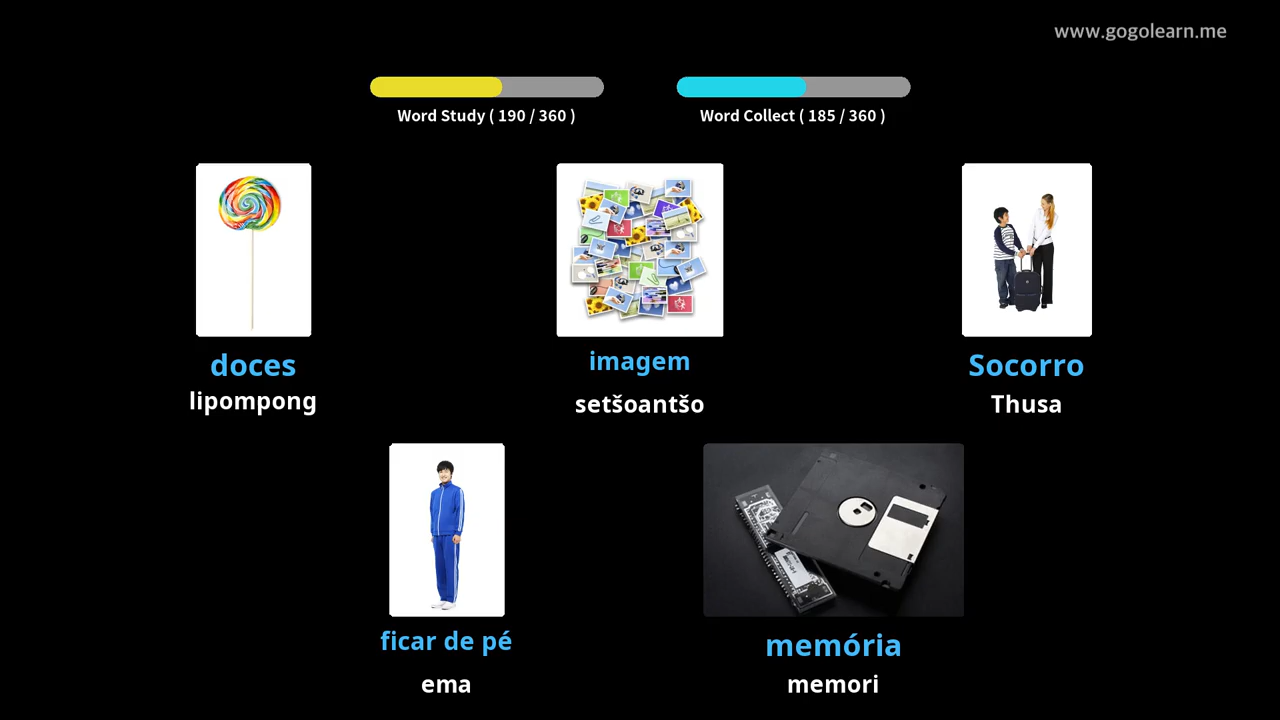 www.gogolearn.me
Word Study ( 190 / 360 )
Word Collect ( 185 / 360 )
doces
lipompong
imagem
setšoantšo
Socorro
Thusa
ficar de pé
ema
memória
memori